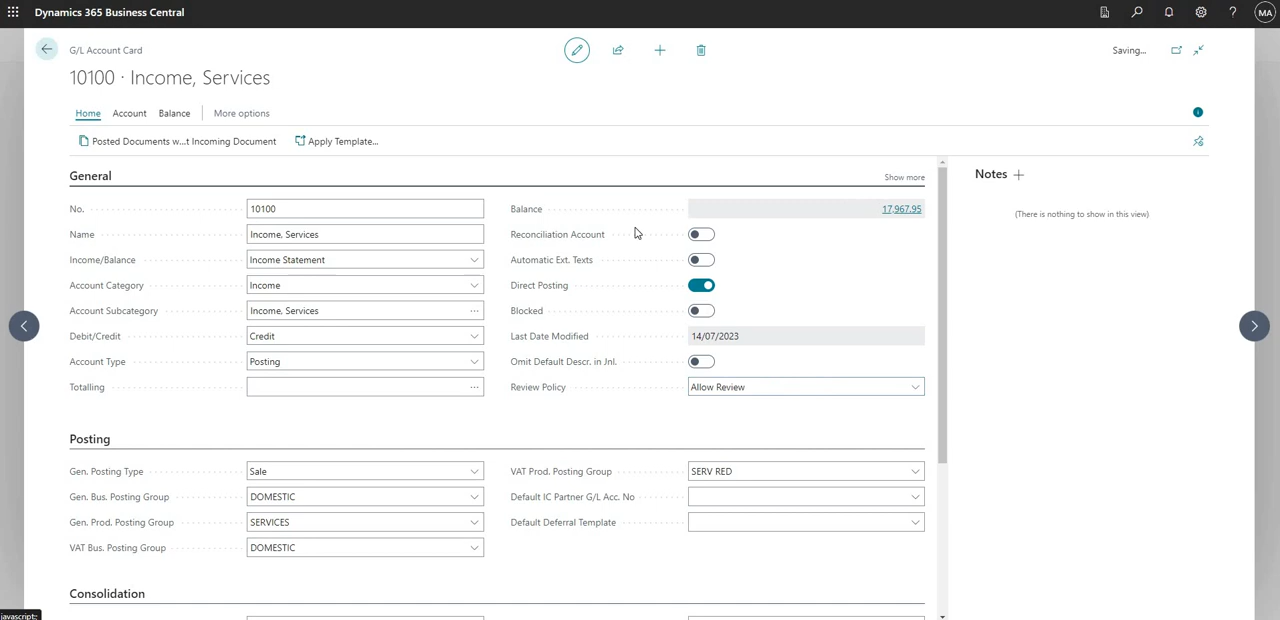 Dynamics 365 Business Central
MA
G/L Account Card
Saving...
10100 · Income, Services
Home Account Balance More options
Posted Documents w...t Incoming Document Apply Template...
General
Show more
No. 10100
Name Income, Services
Income/Balance Income Statement
Account Category Income
Account Subcategory Income, Services
Debit/Credit Credit
Account Type Posting
Totalling
Balance 17,967.95
Reconciliation Account
Automatic Ext. Texts
Direct Posting
Blocked
Last Date Modified 14/07/2023
Omit Default Descr. in Jnl.
Review Policy Allow Review
Notes
(There is nothing to show in this view)
Posting
Gen. Posting Type Sale
Gen. Bus. Posting Group DOMESTIC
Gen. Prod. Posting Group SERVICES
VAT Bus. Posting Group DOMESTIC
VAT Prod. Posting Group SERV RED
Default IC Partner G/L Acc. No
Default Deferral Template
Consolidation
javascript:;